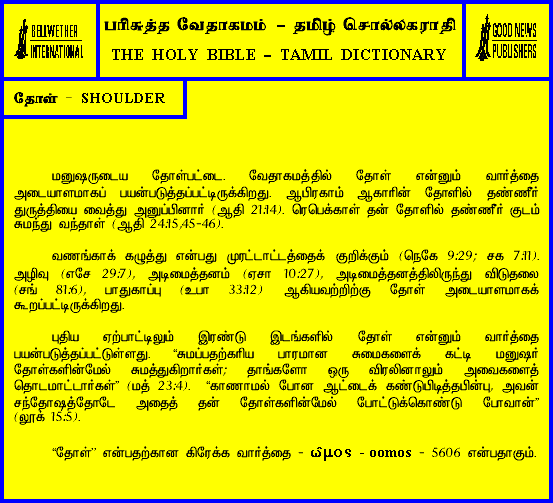 BELLWETHER
INTERNATIONAL
பரிசுத்த வேதாகமம் - தமிழ் சொல்லகராதி
THE HOLY BIBLE - TAMIL DICTIONARY
GOOD NEWS
PUBLISHERS
தோள் - SHOULDER
மனுஷருடைய தோள்பட்டை. வேதாகமத்தில் தோள் என்னும் வார்த்தை
அடையாளமாகப் பயன்படுத்தப்பட்டிருக்கிறது. ஆபிரகாம் ஆகாரின் தோளில் தண்ணீர்
துருத்தியை வைத்து அனுப்பினார் (ஆதி 21:14). ரெபெக்காள் தன் தோளில் தண்ணீர் குடம்
சுமந்து வந்தாள் (ஆதி 24:15,45-46).
வணங்காக் கழுத்து என்பது முரட்டாட்டத்தைக் குறிக்கும் (நெகே 9:29; சக 7:11).
அழிவு (எசே 29:7), அடிமைத்தனம் (ஏசா 10:27), அடிமைத்தனத்திலிருந்து விடுதலை
(சங் 81:6), பாதுகாப்பு (உபா 33:12) ஆகியவற்றிற்கு தோள் அடையாளமாகக்
கூறப்பட்டிருக்கிறது.
புதிய ஏற்பாட்டிலும் இரண்டு இடங்களில் தோள் என்னும் வார்த்தை
பயன்படுத்தப்பட்டுள்ளது. “சுமப்பதற்கரிய பாரமான சுமைகளைக் கட்டி மனுஷர்
தோள்களின்மேல் சுமத்துகிறார்கள்; தாங்களோ ஒரு விரலினாலும் அவைகளைத்
தொடமாட்டார்கள்” (மத் 23:4). “காணாமல் போன ஆட்டைக் கண்டுபிடித்தபின்பு, அவன்
சந்தோஷத்தோடே அதைத் தன் தோள்களின்மேல் போட்டுக்கொண்டு போவான்”
(லூக் 15:5).
“தோள்” என்பதற்கான கிரேக்க வார்த்தை - ὦμος - oomos - 5606 என்பதாகும்.